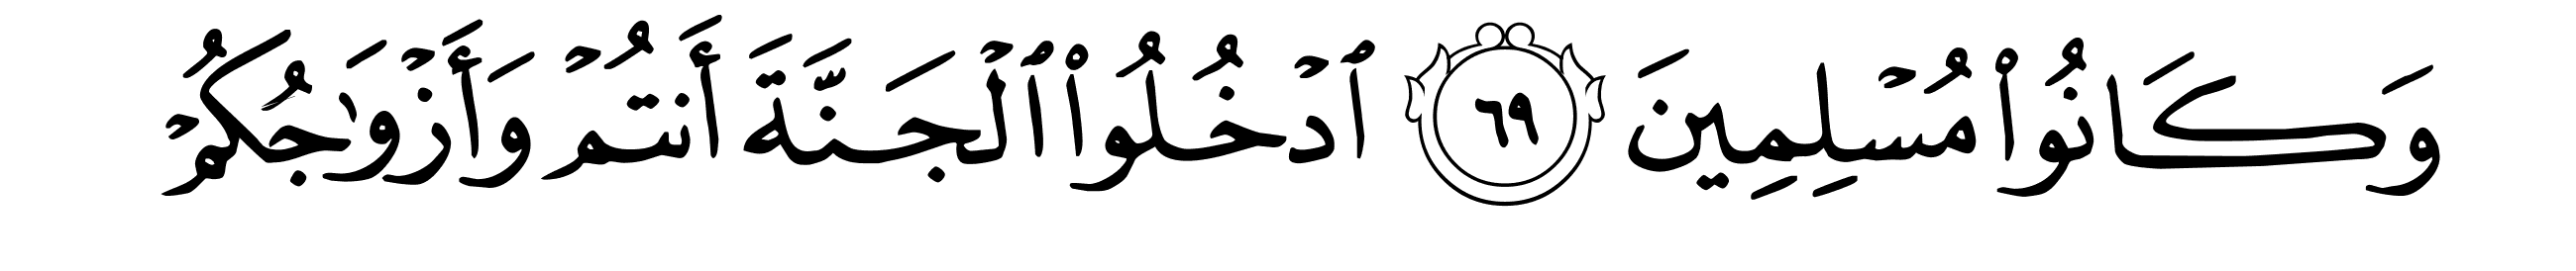 وَكَانُوا۟ مُسْلِمِينَ ٦٩ ٱدْخُلُوا۟ ٱلْجَنَّةَ أَنتُمْ وَأَزْوَٰجُكُمْ